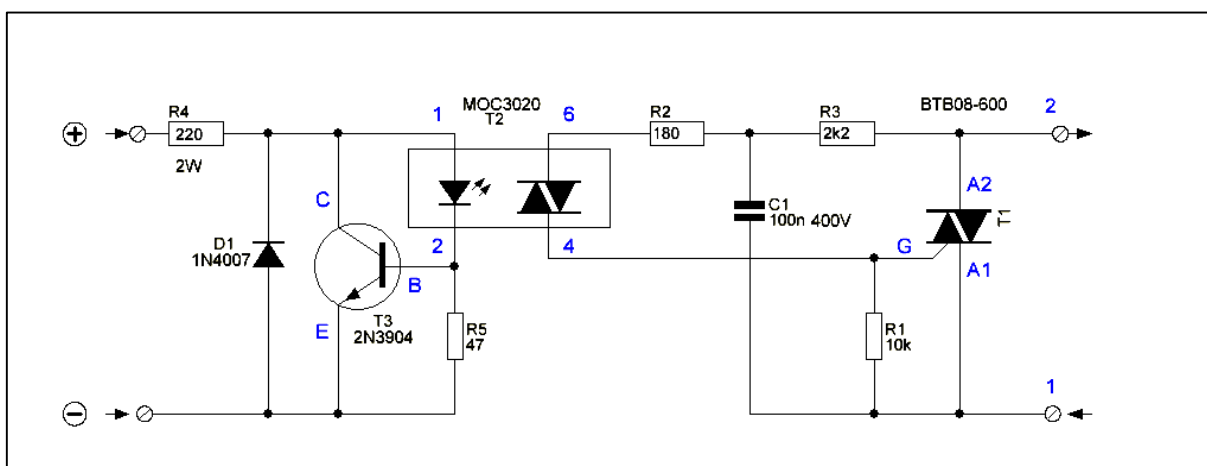 MOC3020
T2
BTB08-600
R4
220
2W
1
6
R2
180
R3
2k2
2
+
C
A2
T1
C1
100n 400V
D1
1N4007
2
4
G
A1
B
E
T3
2N3904
R5
47
R1
10k
1
−